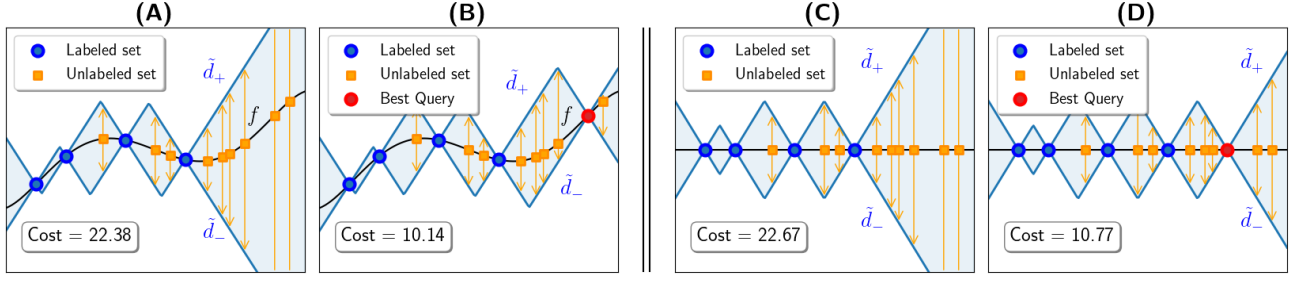 (A)
Labeled set
Unlabeled set
d̃+
f
d̃−
Cost = 22.38
(B)
Labeled set
Unlabeled set
Best Query
d̃+
f
d̃−
Cost = 10.14
(C)
Labeled set
Unlabeled set
d̃+
d̃−
Cost = 22.67
(D)
Labeled set
Unlabeled set
Best Query
d̃+
d̃−
Cost = 10.77